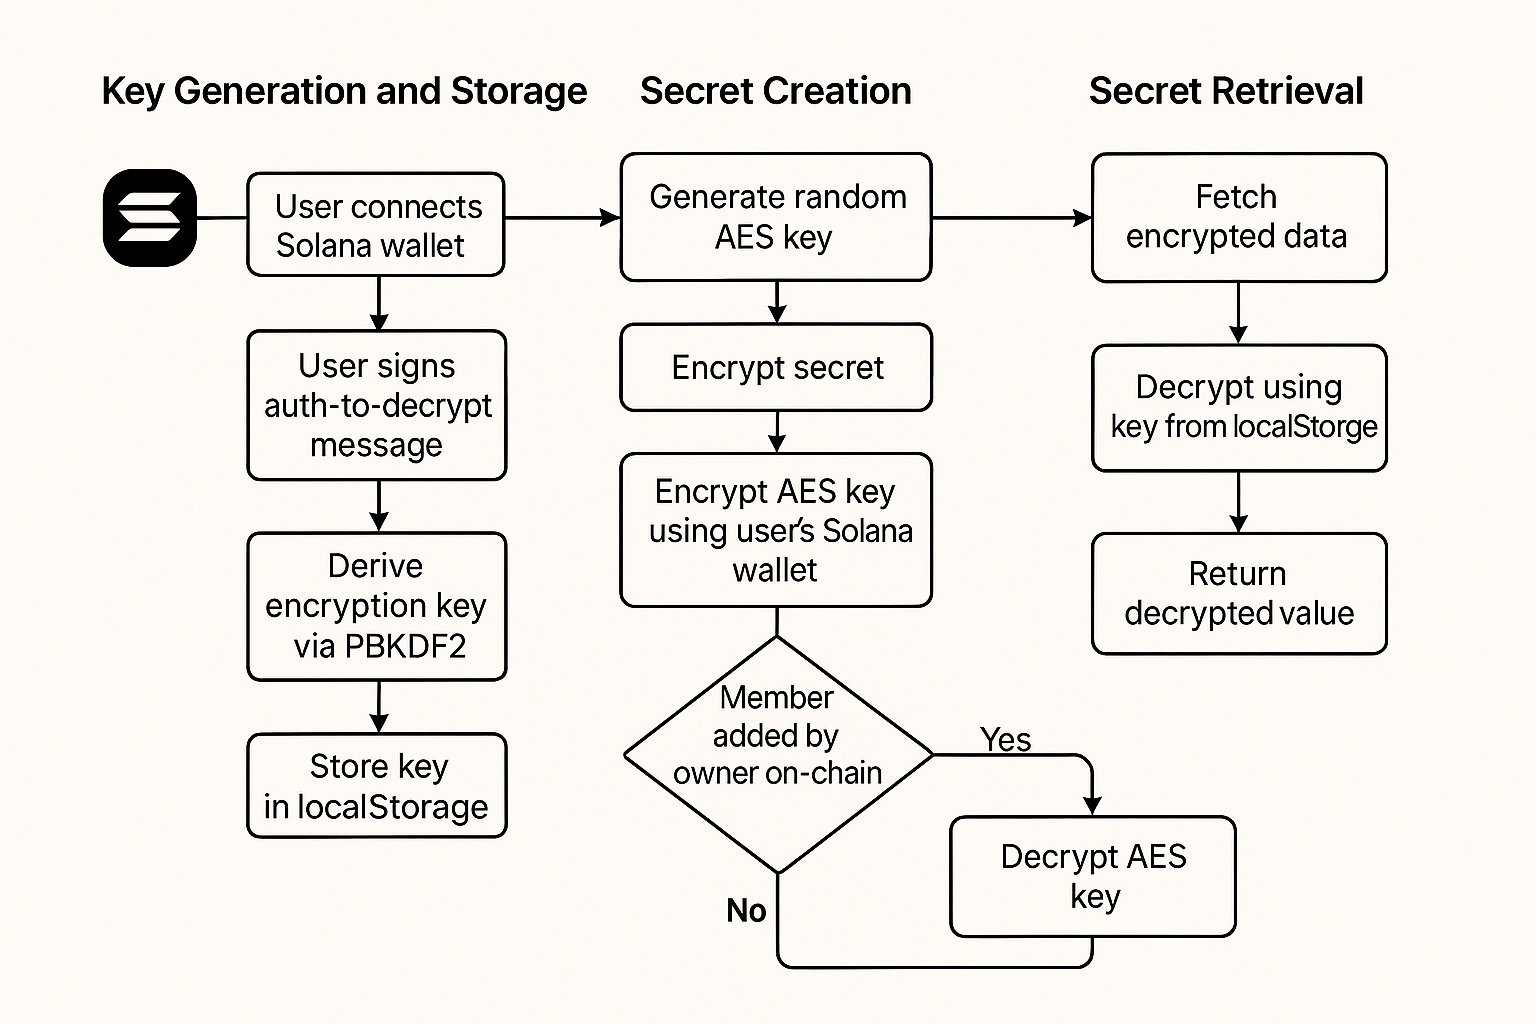 Key Generation and Storage
User connects
Solana wallet
User signs
auth-to-decrypt
message
Derive
encryption key
via PBKDF2
Store key
in localStorage
Secret Creation
Generate random
AES key
Encrypt secret
Encrypt AES key
using user's Solana
wallet
Member
added by
owner on-chain
Yes
No
Decrypt AES
key
Secret Retrieval
Fetch
encrypted data
Decrypt using
key from localStorge
Return
decrypted value